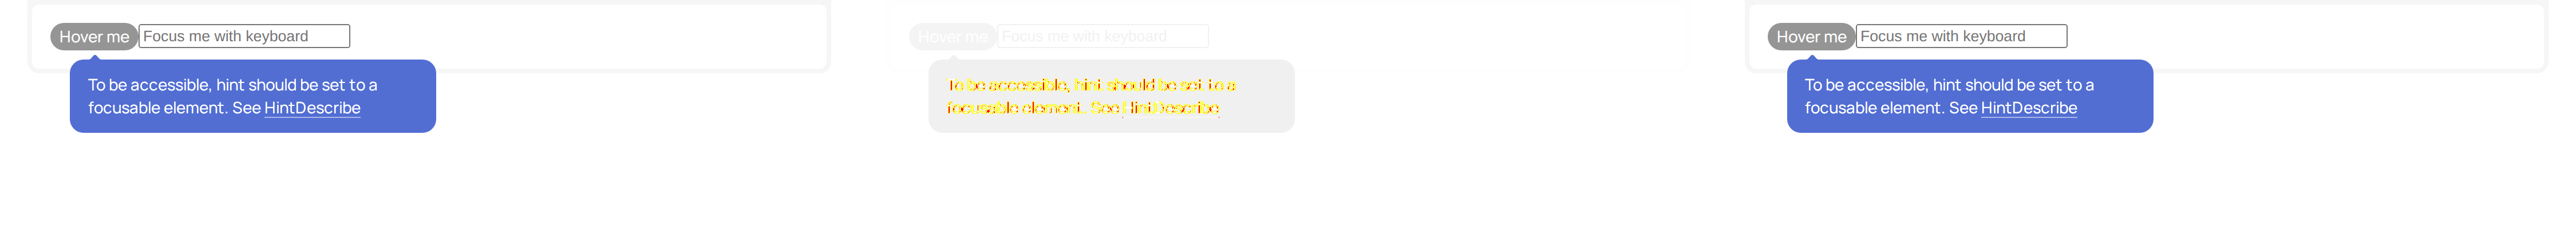 Hover me Focus me with keyboard
To be accessible, hint should be set to a
focusable element. See HintDescribe
Hover me Focus me with keyboard
To be accessible, hint should be set to a
focusable element. See HintDescribe
Hover me Focus me with keyboard
To be accessible, hint should be set to a
focusable element. See HintDescribe